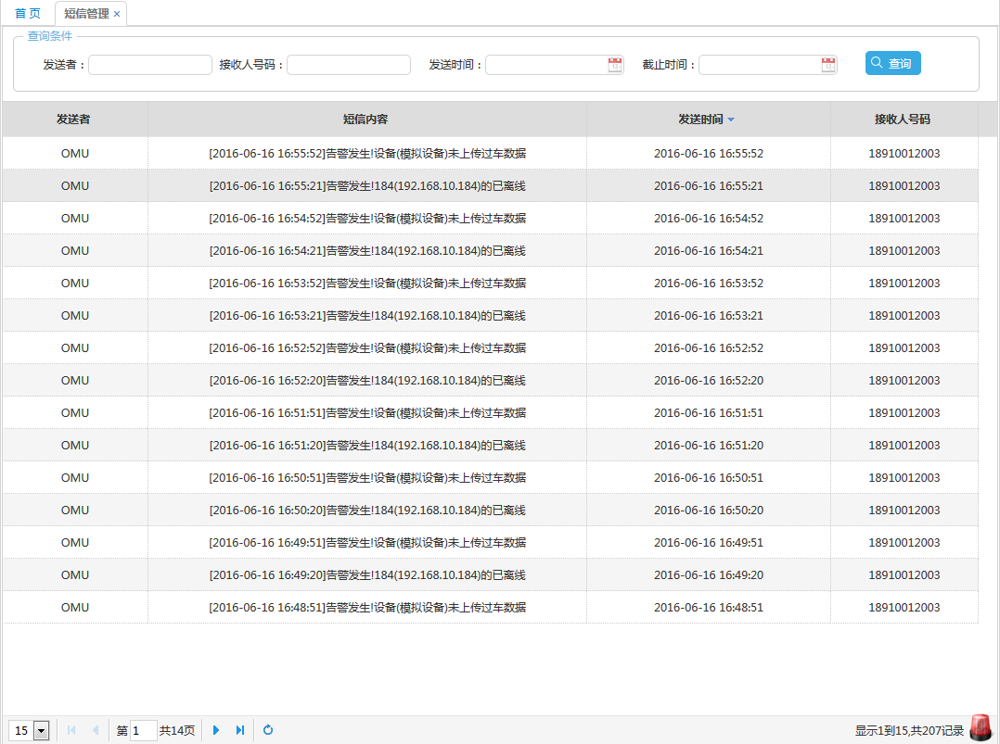 首 页 短信管理 ×
查询条件
发送者： 接收人号码： 发送时间： 截止时间： 查询
发送者 短信内容 发送时间 接收人号码
OMU [2016-06-16 16:55:52]告警发生!设备(模拟设备)未上传过车数据 2016-06-16 16:55:52 18910012003
OMU [2016-06-16 16:55:21]告警发生!184(192.168.10.184)的已离线 2016-06-16 16:55:21 18910012003
OMU [2016-06-16 16:54:52]告警发生!设备(模拟设备)未上传过车数据 2016-06-16 16:54:52 18910012003
OMU [2016-06-16 16:54:21]告警发生!184(192.168.10.184)的已离线 2016-06-16 16:54:21 18910012003
OMU [2016-06-16 16:53:52]告警发生!设备(模拟设备)未上传过车数据 2016-06-16 16:53:52 18910012003
OMU [2016-06-16 16:53:21]告警发生!184(192.168.10.184)的已离线 2016-06-16 16:53:21 18910012003
OMU [2016-06-16 16:52:52]告警发生!设备(模拟设备)未上传过车数据 2016-06-16 16:52:52 18910012003
OMU [2016-06-16 16:52:20]告警发生!184(192.168.10.184)的已离线 2016-06-16 16:52:20 18910012003
OMU [2016-06-16 16:51:51]告警发生!设备(模拟设备)未上传过车数据 2016-06-16 16:51:51 18910012003
OMU [2016-06-16 16:51:20]告警发生!184(192.168.10.184)的已离线 2016-06-16 16:51:20 18910012003
OMU [2016-06-16 16:50:51]告警发生!设备(模拟设备)未上传过车数据 2016-06-16 16:50:51 18910012003
OMU [2016-06-16 16:50:20]告警发生!184(192.168.10.184)的已离线 2016-06-16 16:50:20 18910012003
OMU [2016-06-16 16:49:51]告警发生!设备(模拟设备)未上传过车数据 2016-06-16 16:49:51 18910012003
OMU [2016-06-16 16:49:20]告警发生!184(192.168.10.184)的已离线 2016-06-16 16:49:20 18910012003
OMU [2016-06-16 16:48:51]告警发生!设备(模拟设备)未上传过车数据 2016-06-16 16:48:51 18910012003
15 第 1 共14页 显示1到15,共207记录